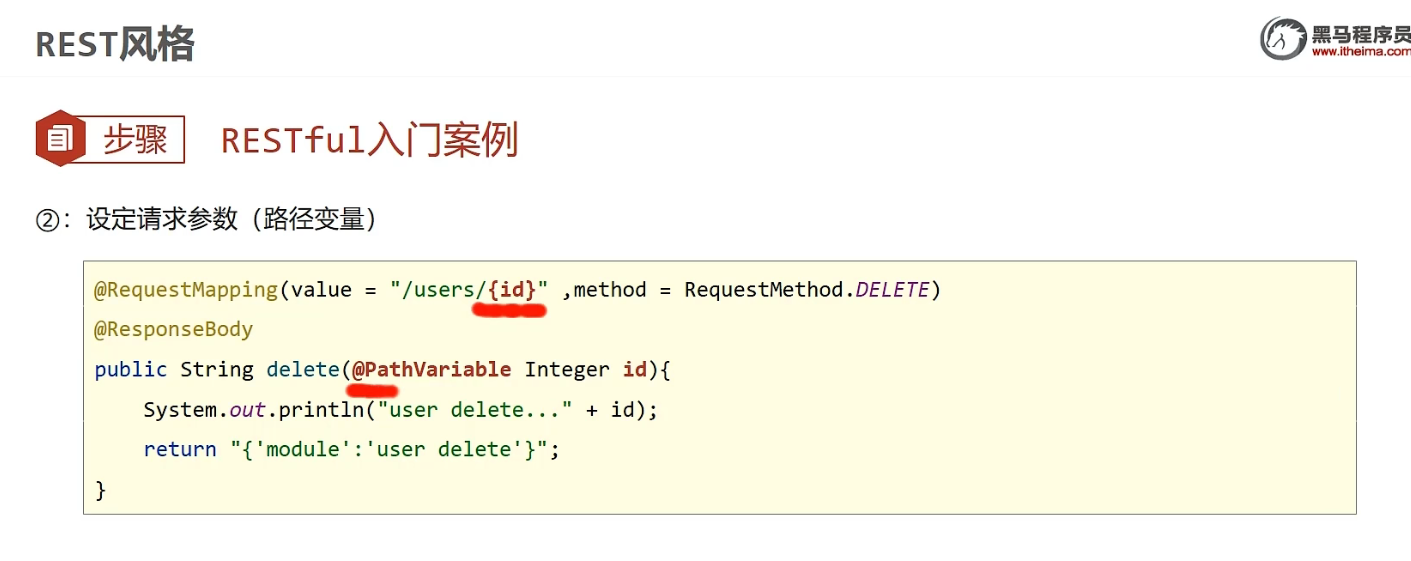 REST风格
黑马程序员
www.itheima.com
步骤 RESTful入门案例
②：设定请求参数（路径变量）
@RequestMapping(value = "/users/{id}" ,method = RequestMethod.DELETE)
@ResponseBody
public String delete(@PathVariable Integer id){
    System.out.println("user delete..." + id);
    return "{'module':'user delete'}";
}